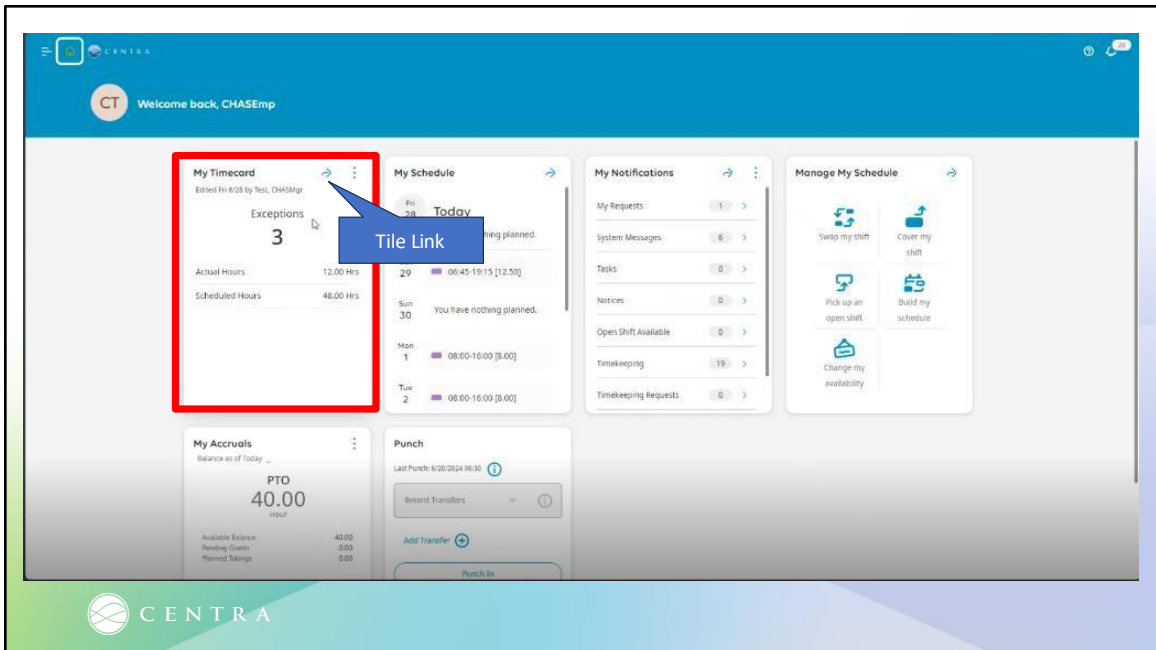 CENTRA
26
CT
Welcome back, CHASEmp
My Timecard
Edited Fri 6/28 by Test, CHASMgr
Exceptions
3
Actual Hours 12.00 Hrs
Scheduled Hours 48.00 Hrs
Tile Link
My Schedule
Fri
28 Today
hing planned.
29 06:45-19:15 [12.50]
Sun
30 You have nothing planned.
Mon
1 08:00-16:00 [8.00]
Tue
2 08:00-16:00 [8.00]
My Notifications
My Requests 1
System Messages 6
Tasks 0
Notices 0
Open Shift Available 0
Timekeeping 19
Timekeeping Requests 0
Manage My Schedule
Swap my shift
Cover my
shift
Pick up an
open shift
Build my
schedule
Change my
availability
My Accruals
Balance as of Today
PTO
40.00
Hour
Available Balance 40.00
Pending Grants 0.00
Planned Takings 0.00
Punch
Last Punch: 6/20/2024 06:30
Recent Transfers
Add Transfer
Punch In
CENTRA